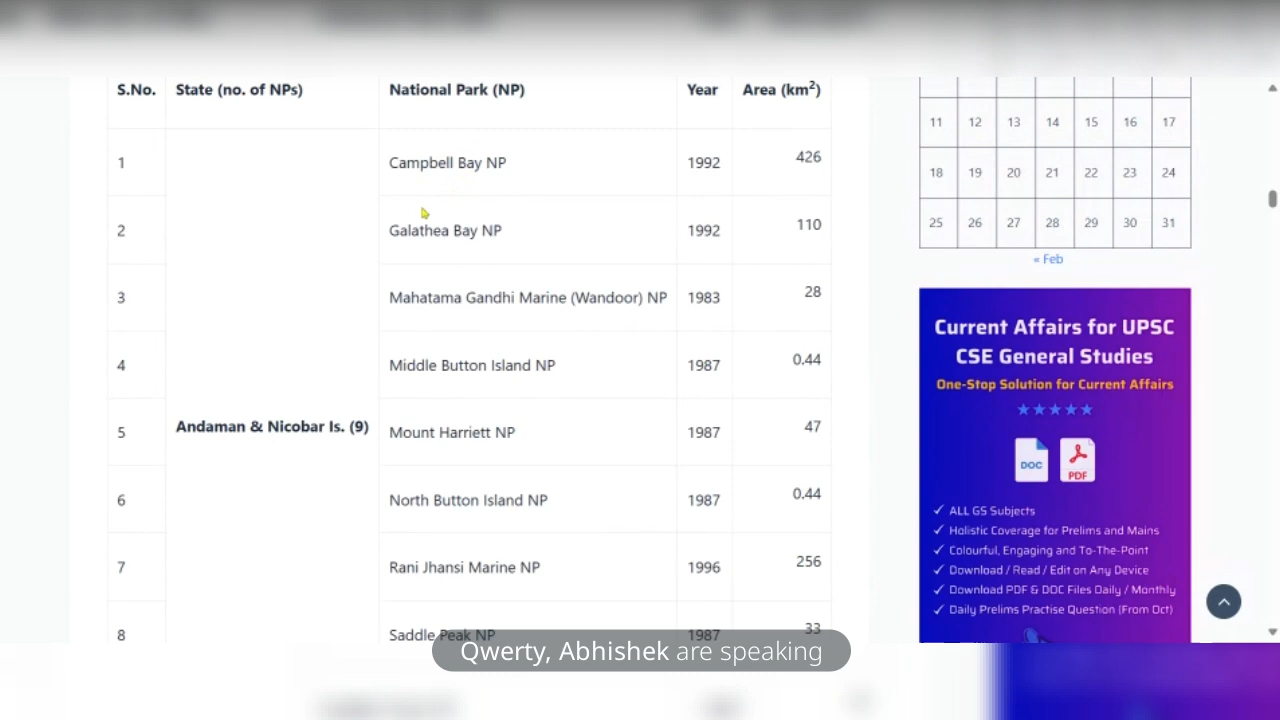 S.No. State (no. of NPs) National Park (NP) Year Area (km²)
1 Campbell Bay NP 1992 426
2 Galathea Bay NP 1992 110
3 Mahatama Gandhi Marine (Wandoor) NP 1983 28
4 Middle Button Island NP 1987 0.44
Andaman & Nicobar Is. (9)
5 Mount Harriett NP 1987 47
6 North Button Island NP 1987 0.44
7 Rani Jhansi Marine NP 1996 256
8 Saddle Peak NP 1987 33
11 12 13 14 15 16 17
18 19 20 21 22 23 24
25 26 27 28 29 30 31
« Feb
Current Affairs for UPSC
CSE General Studies
One-Stop Solution for Current Affairs
DOC PDF
✓ ALL GS Subjects
✓ Holistic Coverage for Prelims and Mains
✓ Colourful, Engaging and To-The-Point
✓ Download / Read / Edit on Any Device
✓ Download PDF & DOC Files Daily / Monthly
✓ Daily Prelims Practise Question (From Oct)
Qwerty, Abhishek are speaking